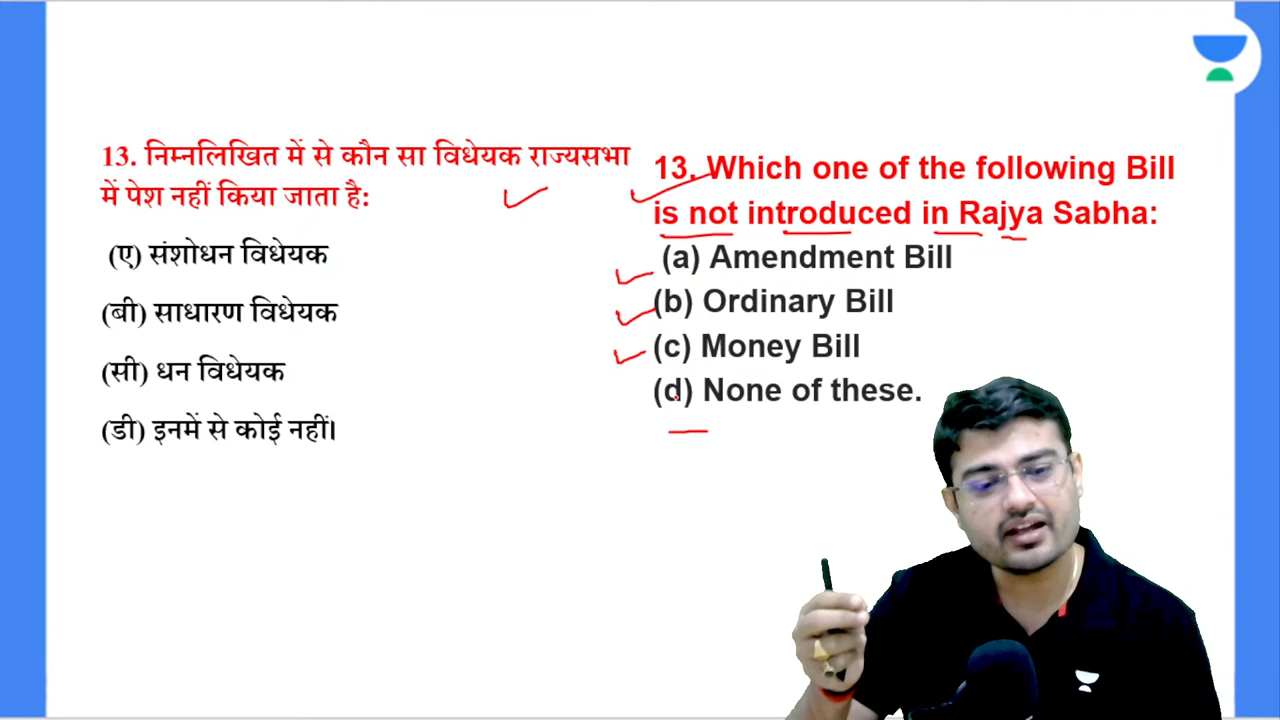 13. निम्नलिखित में से कौन सा विधेयक राज्यसभा
में पेश नहीं किया जाता है:
(ए) संशोधन विधेयक
(बी) साधारण विधेयक
(सी) धन विधेयक
(डी) इनमें से कोई नहीं।
13. Which one of the following Bill
is not introduced in Rajya Sabha:
(a) Amendment Bill
(b) Ordinary Bill
(c) Money Bill
(d) None of these.